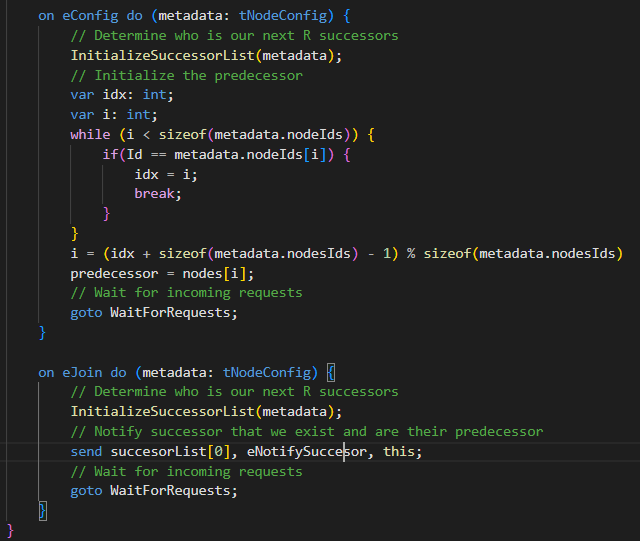 on eConfig do (metadata: tNodeConfig) {
// Determine who is our next R successors
InitializeSuccessorList(metadata);
// Initialize the predecessor
var idx: int;
var i: int;
while (i < sizeof(metadata.nodeIds)) {
if(Id == metadata.nodeIds[i]) {
idx = i;
break;
}
}
i = (idx + sizeof(metadata.nodesIds) - 1) % sizeof(metadata.nodesIds)
predecessor = nodes[i];
// Wait for incoming requests
goto WaitForRequests;
}
on eJoin do (metadata: tNodeConfig) {
// Determine who is our next R successors
InitializeSuccessorList(metadata);
// Notify successor that we exist and are their predecessor
send succesorList[0], eNotifySuccesor, this;
// Wait for incoming requests
goto WaitForRequests;
}
}